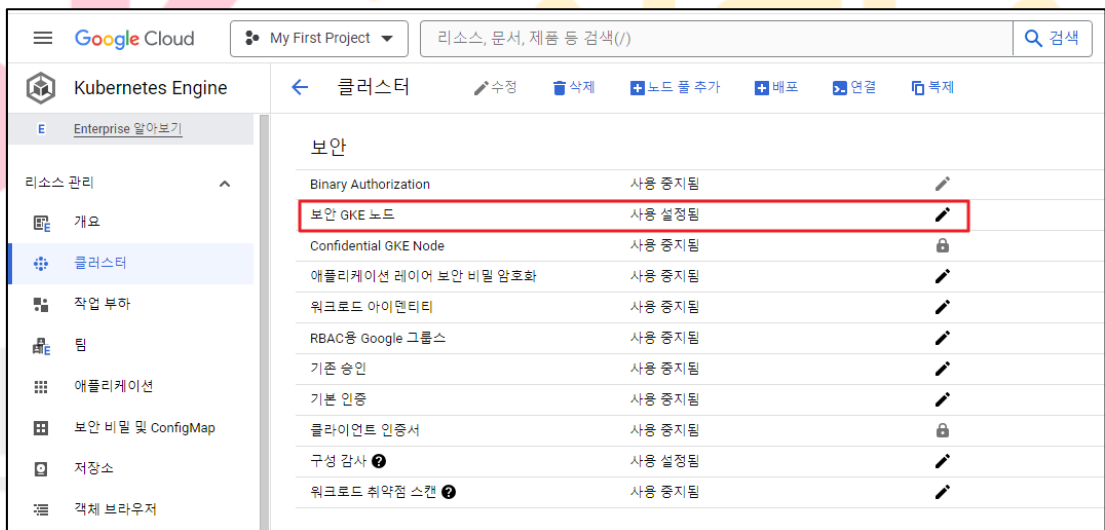 Google Cloud
My First Project
리소스, 문서, 제품 등 검색(/)
검색
Kubernetes Engine
클러스터
수정
삭제
노드 풀 추가
배포
연결
복제
E Enterprise 알아보기
리소스 관리
개요
클러스터
작업 부하
팀
애플리케이션
보안 비밀 및 ConfigMap
저장소
객체 브라우저
보안
Binary Authorization 사용 중지됨
보안 GKE 노드 사용 설정됨
Confidential GKE Node 사용 중지됨
애플리케이션 레이어 보안 비밀 암호화 사용 중지됨
워크로드 아이덴티티 사용 중지됨
RBAC용 Google 그룹스 사용 중지됨
기존 승인 사용 중지됨
기본 인증 사용 중지됨
클라이언트 인증서 사용 중지됨
구성 감사 사용 설정됨
워크로드 취약점 스캔 사용 중지됨